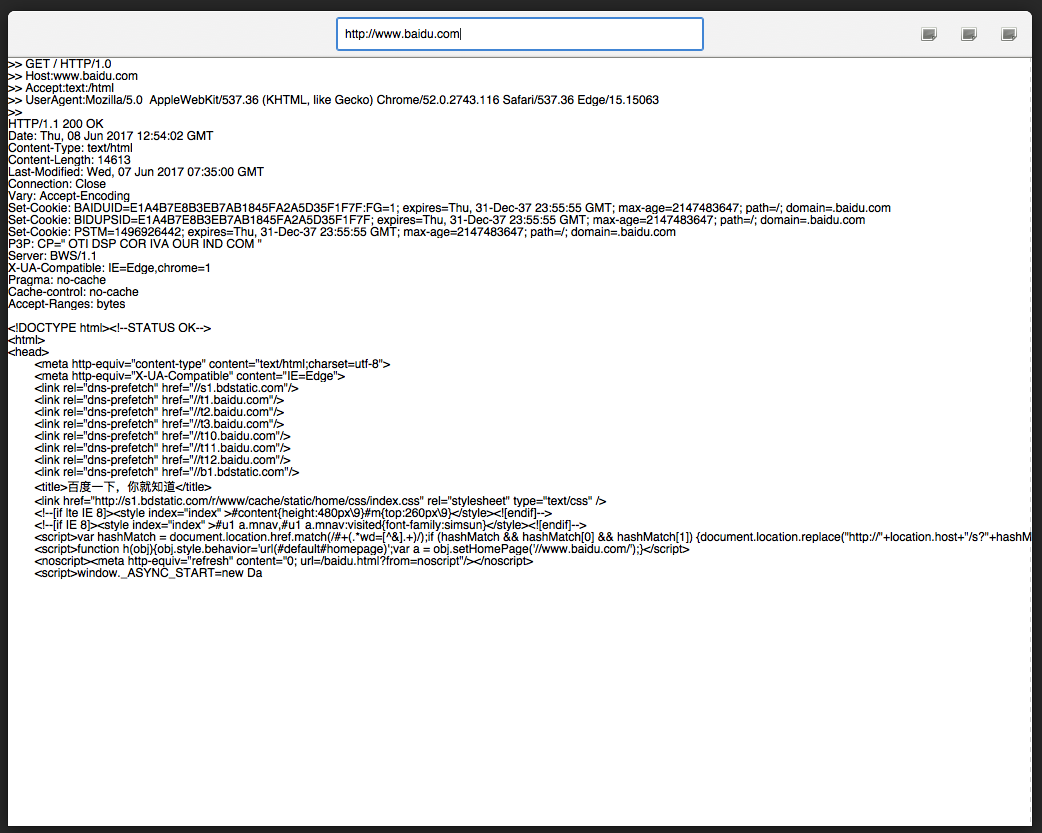 http://www.baidu.com
>> GET / HTTP/1.0
>> Host:www.baidu.com
>> Accept:text:/html
>> UserAgent:Mozilla/5.0  AppleWebKit/537.36 (KHTML, like Gecko) Chrome/52.0.2743.116 Safari/537.36 Edge/15.15063
>>
HTTP/1.1 200 OK
Date: Thu, 08 Jun 2017 12:54:02 GMT
Content-Type: text/html
Content-Length: 14613
Last-Modified: Wed, 07 Jun 2017 07:35:00 GMT
Connection: Close
Vary: Accept-Encoding
Set-Cookie: BAIDUID=E1A4B7E8B3EB7AB1845FA2A5D35F1F7F:FG=1; expires=Thu, 31-Dec-37 23:55:55 GMT; max-age=2147483647; path=/; domain=.baidu.com
Set-Cookie: BIDUPSID=E1A4B7E8B3EB7AB1845FA2A5D35F1F7F; expires=Thu, 31-Dec-37 23:55:55 GMT; max-age=2147483647; path=/; domain=.baidu.com
Set-Cookie: PSTM=1496926442; expires=Thu, 31-Dec-37 23:55:55 GMT; max-age=2147483647; path=/; domain=.baidu.com
P3P: CP=" OTI DSP COR IVA OUR IND COM "
Server: BWS/1.1
X-UA-Compatible: IE=Edge,chrome=1
Pragma: no-cache
Cache-control: no-cache
Accept-Ranges: bytes
<!DOCTYPE html><!--STATUS OK-->
<html>
<head>
<meta http-equiv="content-type" content="text/html;charset=utf-8">
<meta http-equiv="X-UA-Compatible" content="IE=Edge">
<link rel="dns-prefetch" href="//s1.bdstatic.com"/>
<link rel="dns-prefetch" href="//t1.baidu.com"/>
<link rel="dns-prefetch" href="//t2.baidu.com"/>
<link rel="dns-prefetch" href="//t3.baidu.com"/>
<link rel="dns-prefetch" href="//t10.baidu.com"/>
<link rel="dns-prefetch" href="//t11.baidu.com"/>
<link rel="dns-prefetch" href="//t12.baidu.com"/>
<link rel="dns-prefetch" href="//b1.bdstatic.com"/>
<title>百度一下，你就知道</title>
<link href="http://s1.bdstatic.com/r/www/cache/static/home/css/index.css" rel="stylesheet" type="text/css" />
<!--[if lte IE 8]><style index="index" >#content{height:480px\9}#m{top:260px\9}</style><![endif]-->
<!--[if IE 8]><style index="index" >#u1 a.mnav,#u1 a.mnav:visited{font-family:simsun}</style><![endif]-->
<script>var hashMatch = document.location.href.match(/#+(.*wd=[^&].+)/);if (hashMatch && hashMatch[0] && hashMatch[1]) {document.location.replace("http://"+location.host+"/s?"+hashM
<script>function h(obj){obj.style.behavior='url(#default#homepage)';var a = obj.setHomePage('//www.baidu.com/');}</script>
<noscript><meta http-equiv="refresh" content="0; url=/baidu.html?from=noscript"/></noscript>
<script>window._ASYNC_START=new Da